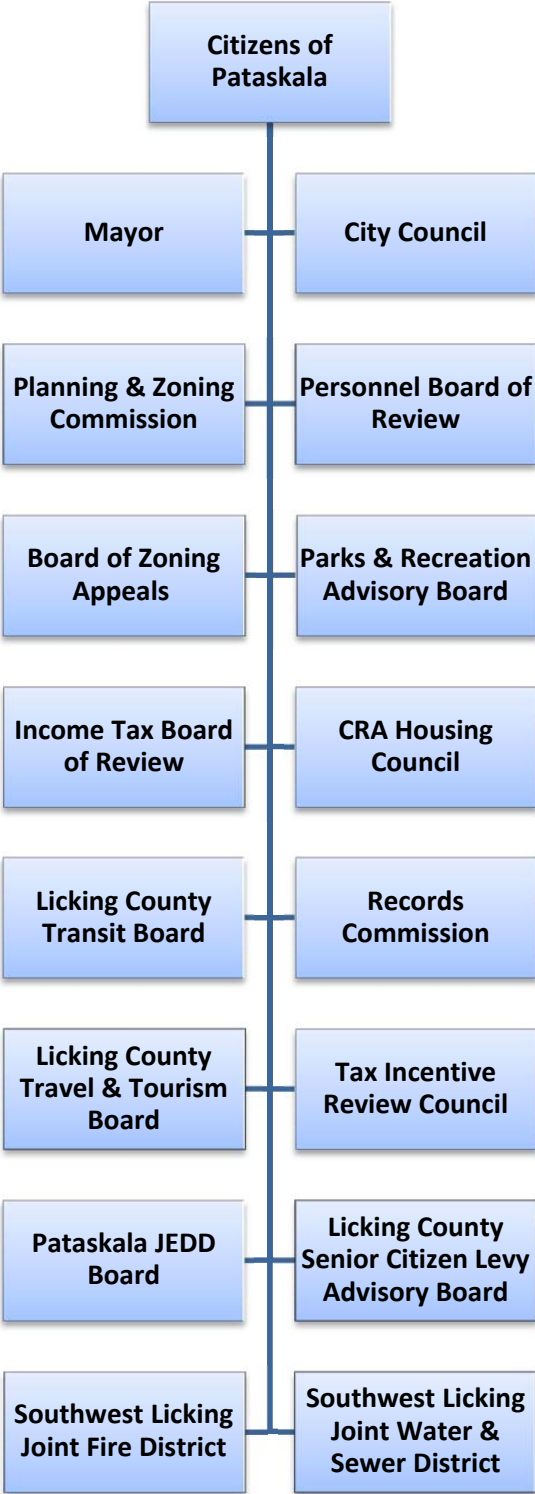 Citizens of
Pataskala
Mayor
City Council
Planning & Zoning
Commission
Personnel Board of
Review
Board of Zoning
Appeals
Parks & Recreation
Advisory Board
Income Tax Board
of Review
CRA Housing
Council
Licking County
Transit Board
Records
Commission
Licking County
Travel & Tourism
Board
Tax Incentive
Review Council
Pataskala JEDD
Board
Licking County
Senior Citizen Levy
Advisory Board
Southwest Licking
Joint Fire District
Southwest Licking
Joint Water &
Sewer District